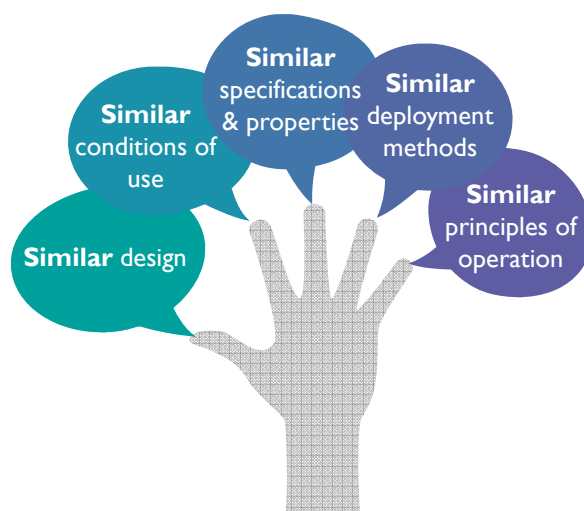 Similar design
Similar
conditions of
use
Similar
specifications
& properties
Similar
deployment
methods
Similar
principles of
operation